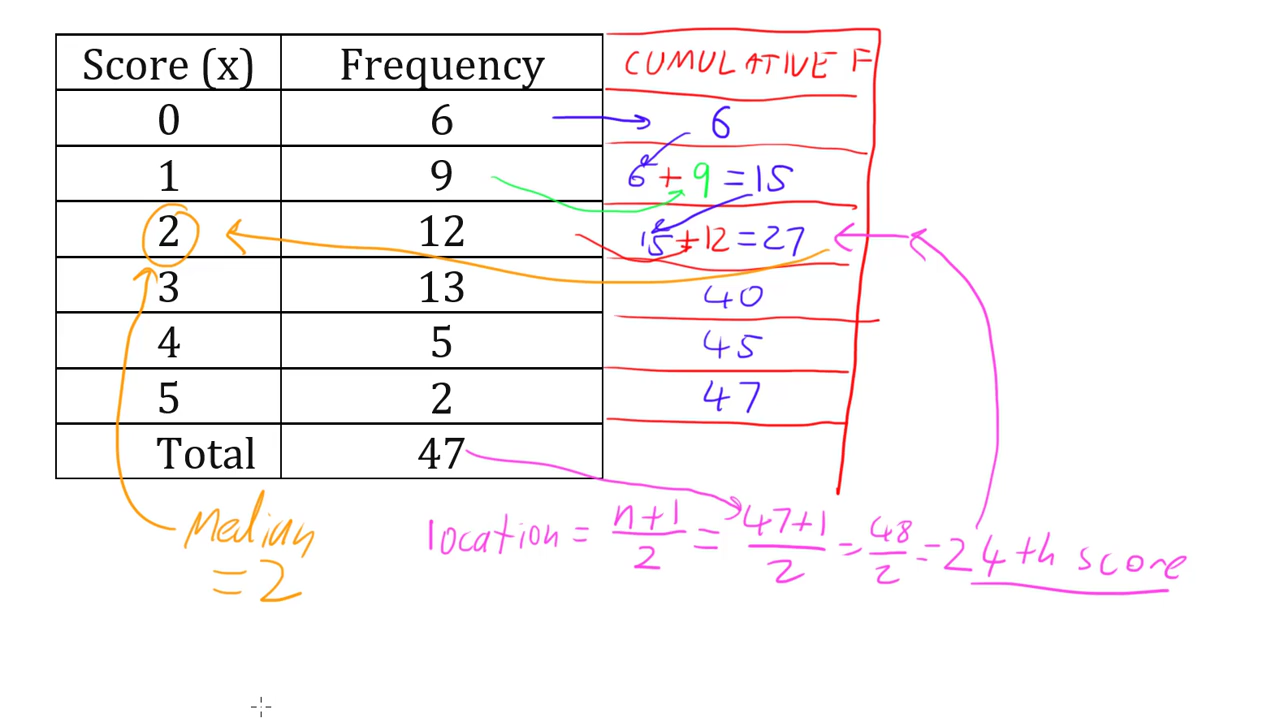 Score (x) Frequency CUMULATIVE F
0 6 6
1 9 6+9=15
2 12 15+12=27
3 13 40
4 5 45
5 2 47
Total 47
Median
=2
location = n+1/2 = 47+1/2 = 48/2 = 24th score